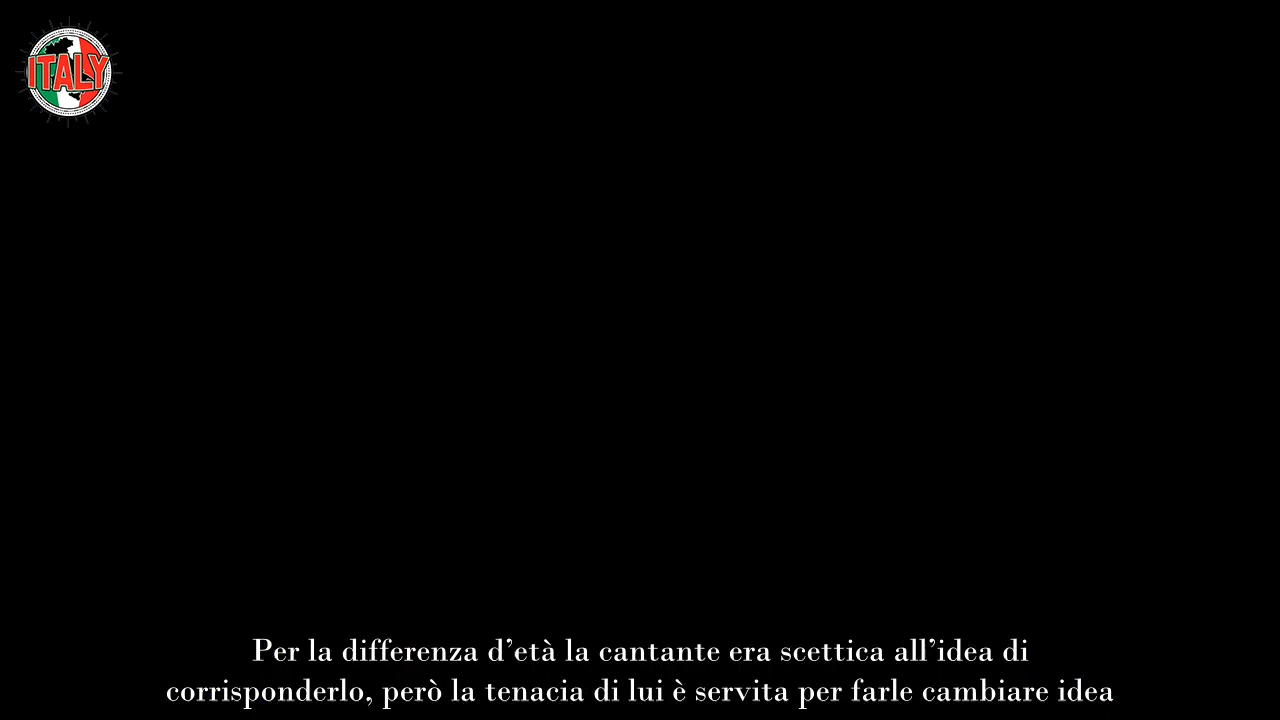 ITALY
Per la differenza d’età la cantante era scettica all’idea di
corrisponderlo, però la tenacia di lui è servita per farle cambiare idea